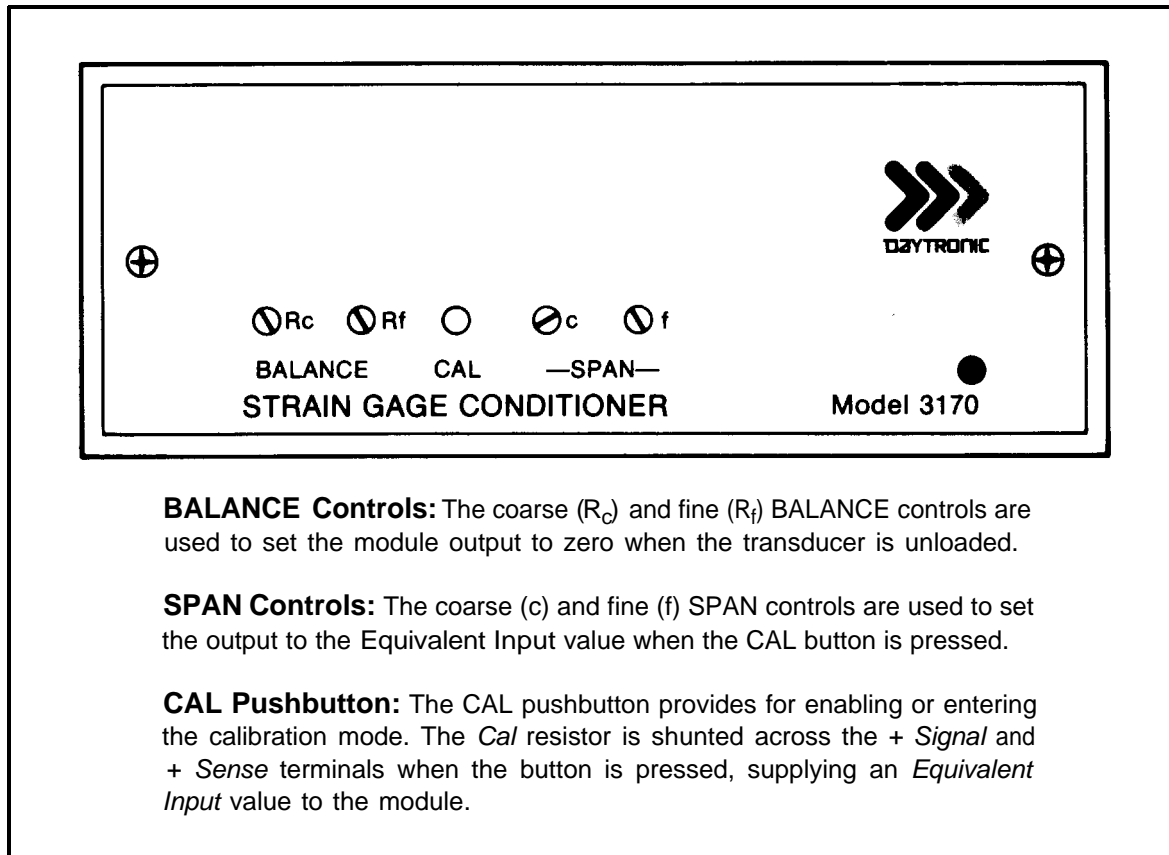 DAYTRONIC
Rc Rf c f
BALANCE CAL —SPAN—
STRAIN GAGE CONDITIONER Model 3170
BALANCE Controls: The coarse (Rc) and fine (Rf) BALANCE controls are
used to set the module output to zero when the transducer is unloaded.
SPAN Controls: The coarse (c) and fine (f) SPAN controls are used to set
the output to the Equivalent Input value when the CAL button is pressed.
CAL Pushbutton: The CAL pushbutton provides for enabling or entering
the calibration mode. The Cal resistor is shunted across the + Signal and
+ Sense terminals when the button is pressed, supplying an Equivalent
Input value to the module.